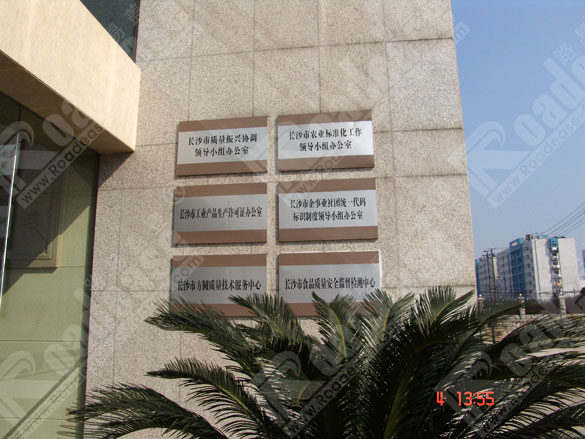 长沙市质量振兴协调
领导小组办公室
长沙市农业标准化工作
领导小组办公室
长沙市工业产品生产许可证办公室
长沙市企事业社团统一代码
标识制度领导小组办公室
长沙市方圆质量技术服务中心
长沙市食品质量安全监督检测中心
4 13:55